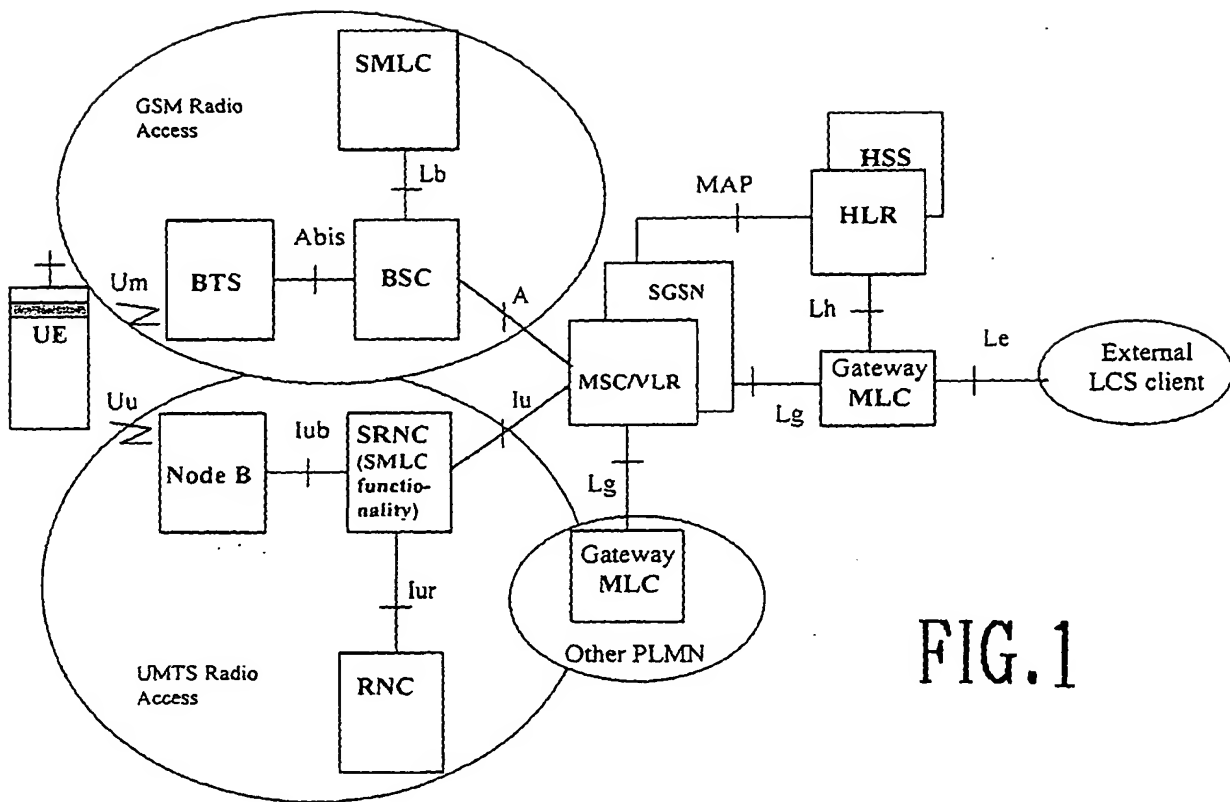 SMLC
GSM Radio
Access
Lb
HSS
MAP
HLR
Abis
Um
BTS
BSC
A
SGSN
UE
Lh
Le
External
LCS client
Gateway
MLC
MSC/VLR
Lg
Uu
Iu
Iub
Node B
SRNC
(SMLC
functio-
nality)
Lg
Gateway
MLC
Iur
Other PLMN
UMTS Radio
Access
RNC
FIG.1